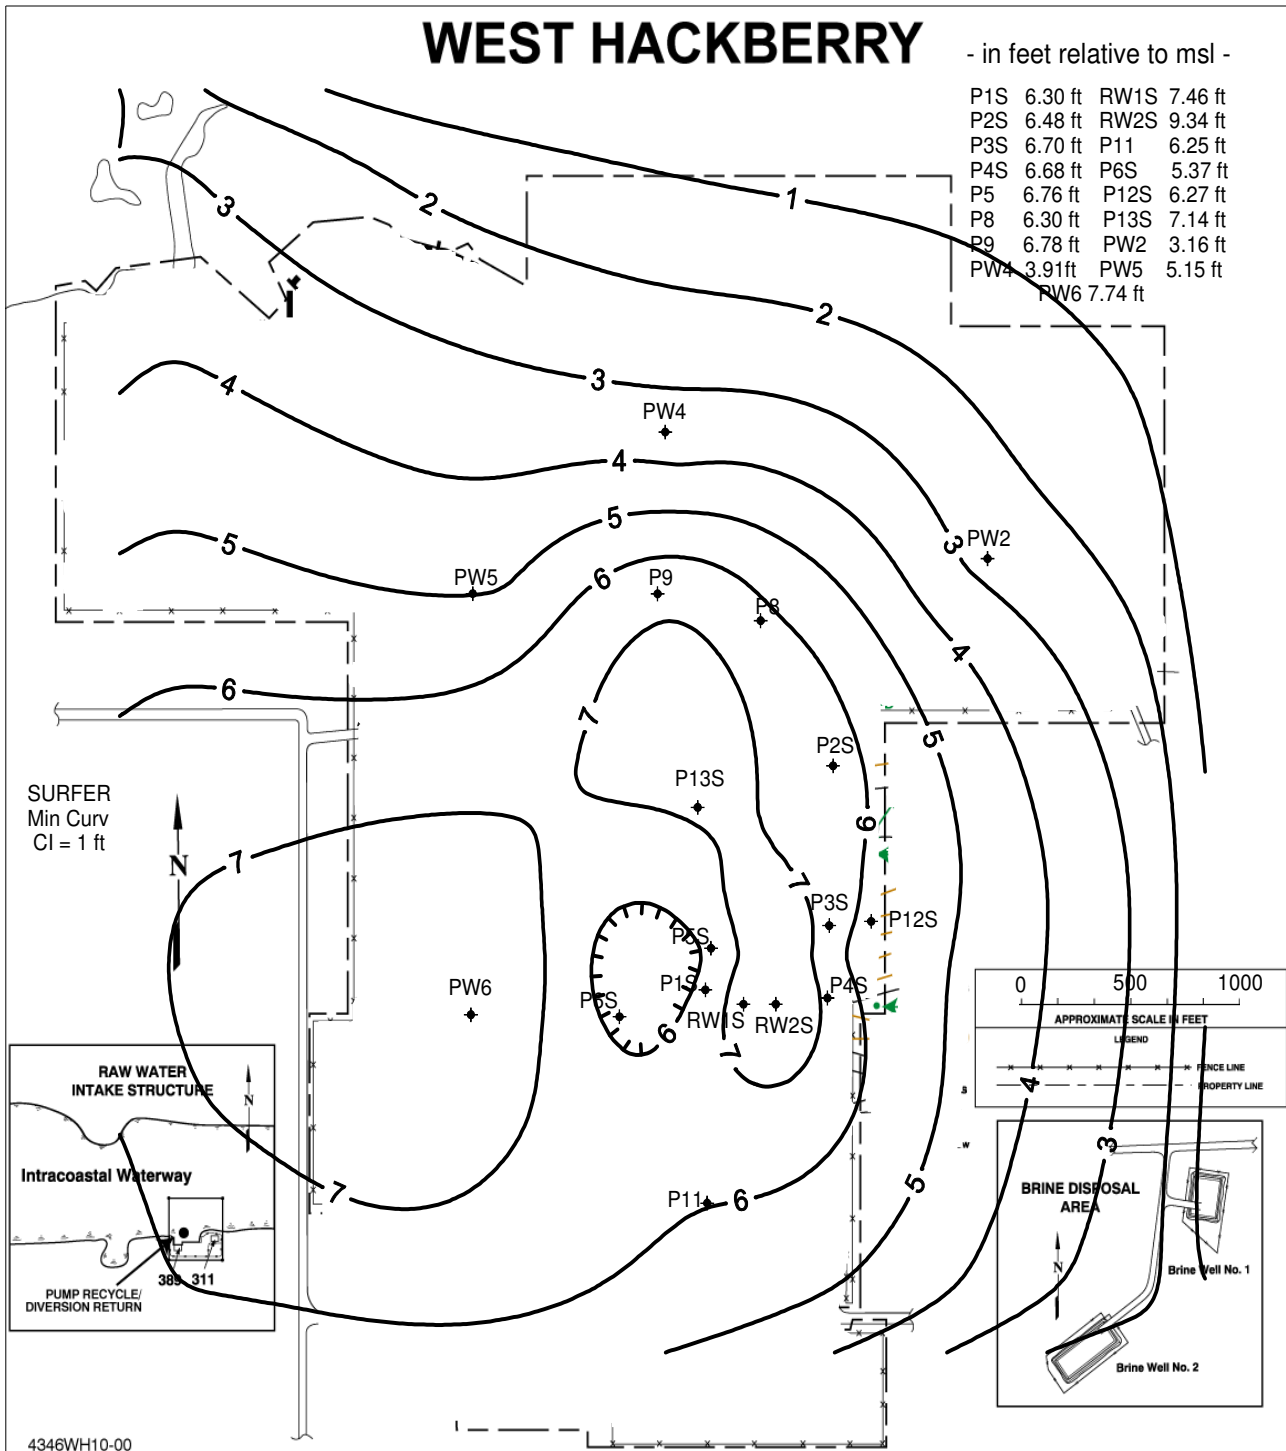 WEST HACKBERRY
- in feet relative to msl -
P1S 6.30 ft RW1S 7.46 ft
P2S 6.48 ft RW2S 9.34 ft
P3S 6.70 ft P11 6.25 ft
P4S 6.68 ft P6S 5.37 ft
P5 6.76 ft P12S 6.27 ft
P8 6.30 ft P13S 7.14 ft
P9 6.78 ft PW2 3.16 ft
PW4 3.91ft PW5 5.15 ft
PW6 7.74 ft
1
2
3
2
3
4
PW4
4
3
PW2
5
5
PW5
6
P9
P8
4
6
7
5
P2S
P13S
SURFER
Min Curv
CI = 1 ft
6
N
7
7
P3S
P12S
P5S
P1S
P4S
PW6
P6S
RW1S
RW2S
6
7
0 500 1000
APPROXIMATE SCALE IN FEET
LEGEND
FENCE LINE
PROPERTY LINE
4
S
W
3
RAW WATER
INTAKE STRUCTURE
N
Intracoastal Waterway
389 311
PUMP RECYCLE/
DIVERSION RETURN
7
P11
6
5
BRINE DISPOSAL
AREA
N
Brine Well No. 1
Brine Well No. 2
4346WH10-00